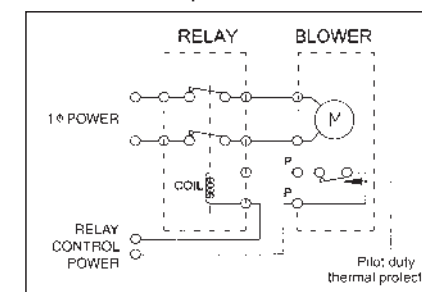 RELAY
BLOWER
1ϕ POWER
M
P
COIL
P
RELAY
CONTROL
POWER
Pilot duty
thermal protect